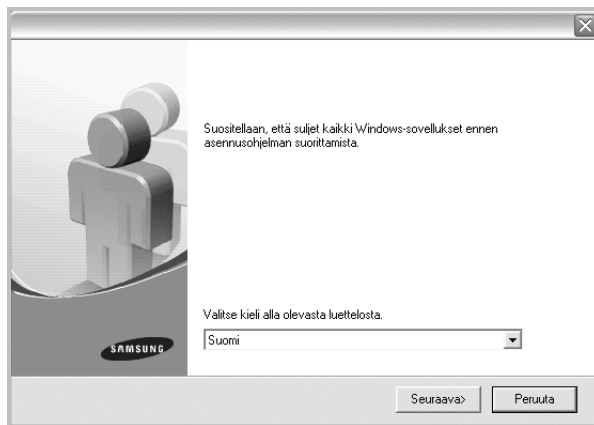 Suositellaan, että suljet kaikki Windows-sovellukset ennen
asennusohjelman suorittamista.
Valitse kieli alla olevasta luettelosta.
Suomi
SAMSUNG
Seuraava>
Peruuta